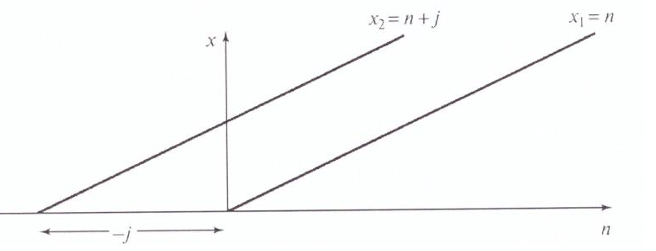 x₂ = n + j
x₁ = n
x
n
–j